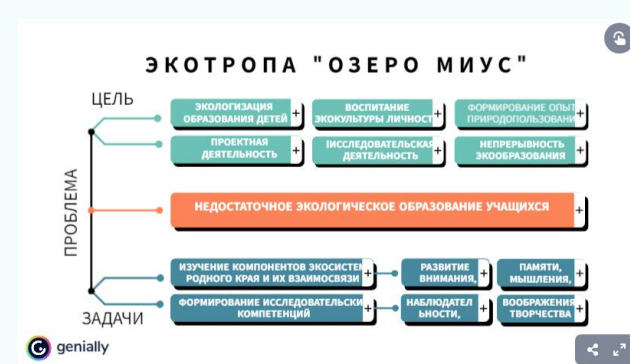 ЭКОТРОПА "ОЗЕРО МИУС"
ЦЕЛЬ
ЭКОЛОГИЗАЦИЯ
ОБРАЗОВАНИЯ ДЕТЕЙ
+
ВОСПИТАНИЕ
ЭКОКУЛЬТУРЫ ЛИЧНОСТ
+
ФОРМИРОВАНИЕ ОПЫТ
ПРИРОДОПОЛЬЗОВАНИ
+
ПРОЕКТНАЯ
ДЕЯТЕЛЬНОСТЬ
+
ИССЛЕДОВАТЕЛЬСКАЯ
ДЕЯТЕЛЬНОСТЬ
+
НЕПРЕРЫВНОСТЬ
ЭКООБРАЗОВАНИЯ
+
ПРОБЛЕМА
НЕДОСТАТОЧНОЕ ЭКОЛОГИЧЕСКОЕ ОБРАЗОВАНИЕ УЧАЩИХСЯ
+
ЗАДАЧИ
ИЗУЧЕНИЕ КОМПОНЕНТОВ ЭКОСИСТЕМ
РОДНОГО КРАЯ И ИХ ВЗАИМОСВЯЗИ
+
РАЗВИТИЕ
ВНИМАНИЯ,
+
ПАМЯТИ,
МЫШЛЕНИЯ,
+
ФОРМИРОВАНИЕ ИССЛЕДОВАТЕЛЬСКИ
КОМПЕТЕНЦИЙ
+
НАБЛЮДАТЕЛ
ЬНОСТИ,
+
ВООБРАЖЕНИЯ
ТВОРЧЕСТВА
+
genially